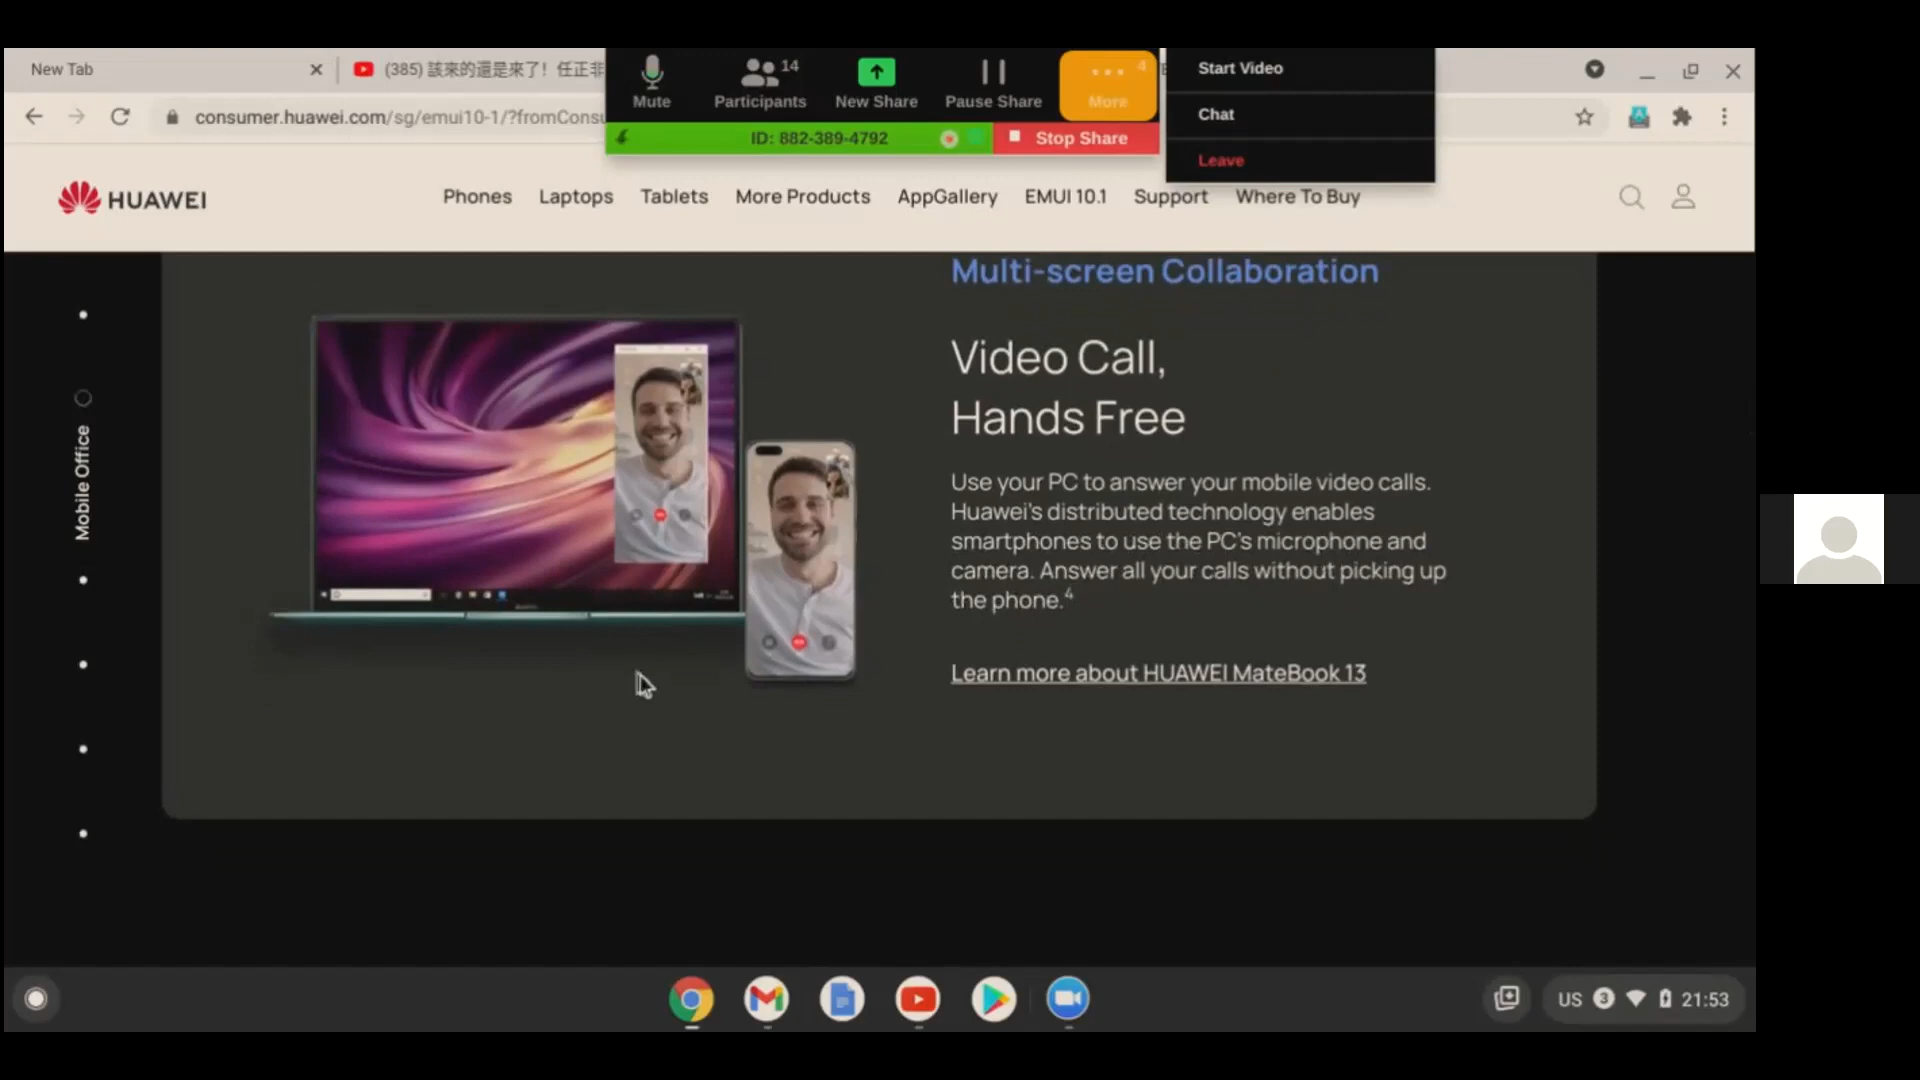 New Tab
(385) 該來的還是來了！任正非
Mute
Participants
14
New Share
Pause Share
More
4
Start Video
Chat
Leave
consumer.huawei.com/sg/emui10-1/?fromConsu
ID: 882-389-4792
Stop Share
HUAWEI
Phones
Laptops
Tablets
More Products
AppGallery
EMUI 10.1
Support
Where To Buy
Multi-screen Collaboration
Video Call,
Hands Free
Mobile Office
Use your PC to answer your mobile video calls.
Huawei's distributed technology enables
smartphones to use the PC's microphone and
camera. Answer all your calls without picking up
the phone.⁴
Learn more about HUAWEI MateBook 13
US
3
21:53